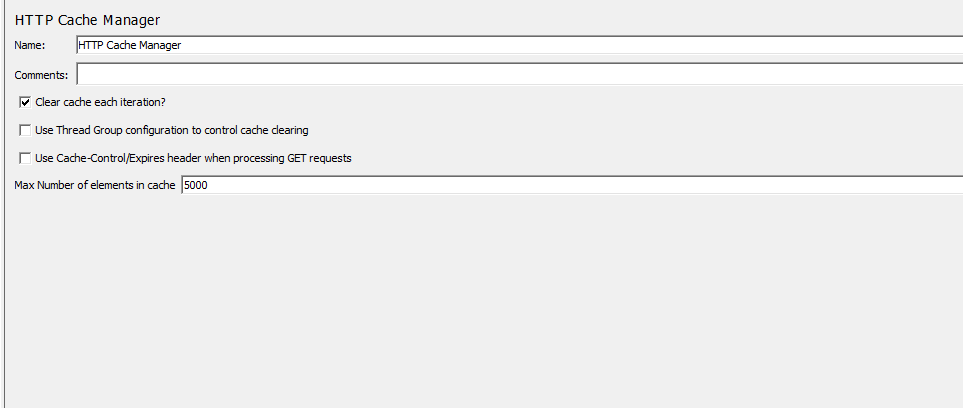 HTTP Cache Manager
Name: HTTP Cache Manager
Comments:
Clear cache each iteration?
Use Thread Group configuration to control cache clearing
Use Cache-Control/Expires header when processing GET requests
Max Number of elements in cache 5000